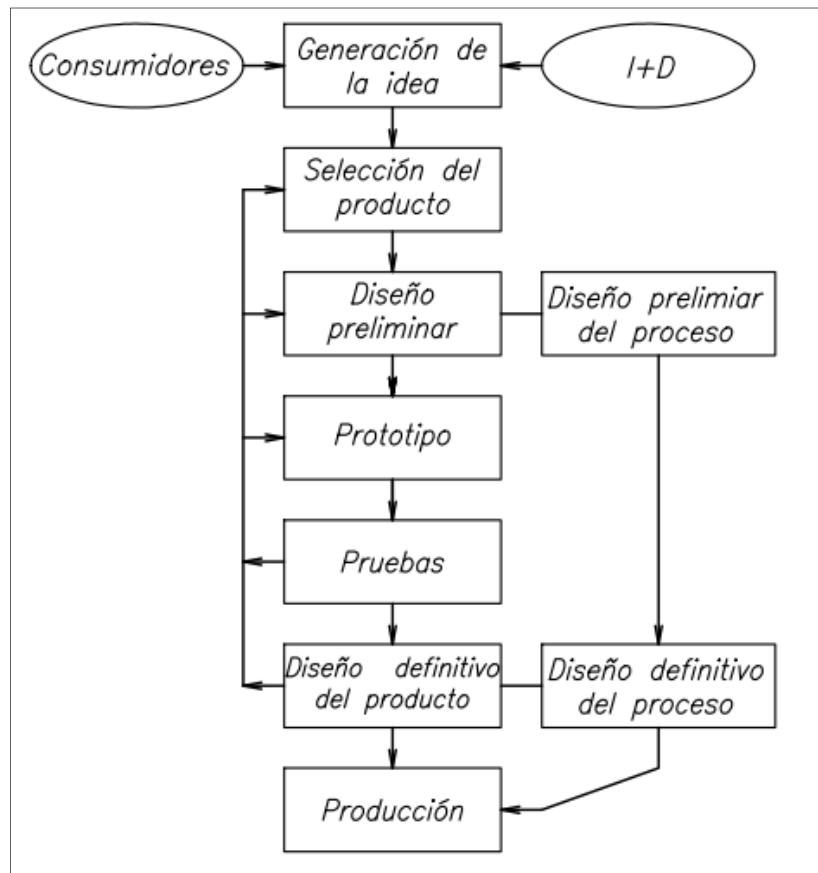 Consumidores
Generación de
la idea
I+D
Selección del
producto
Diseño
preliminar
Diseño prelimiar
del proceso
Prototipo
Pruebas
Diseño definitivo
del producto
Diseño definitivo
del proceso
Producción